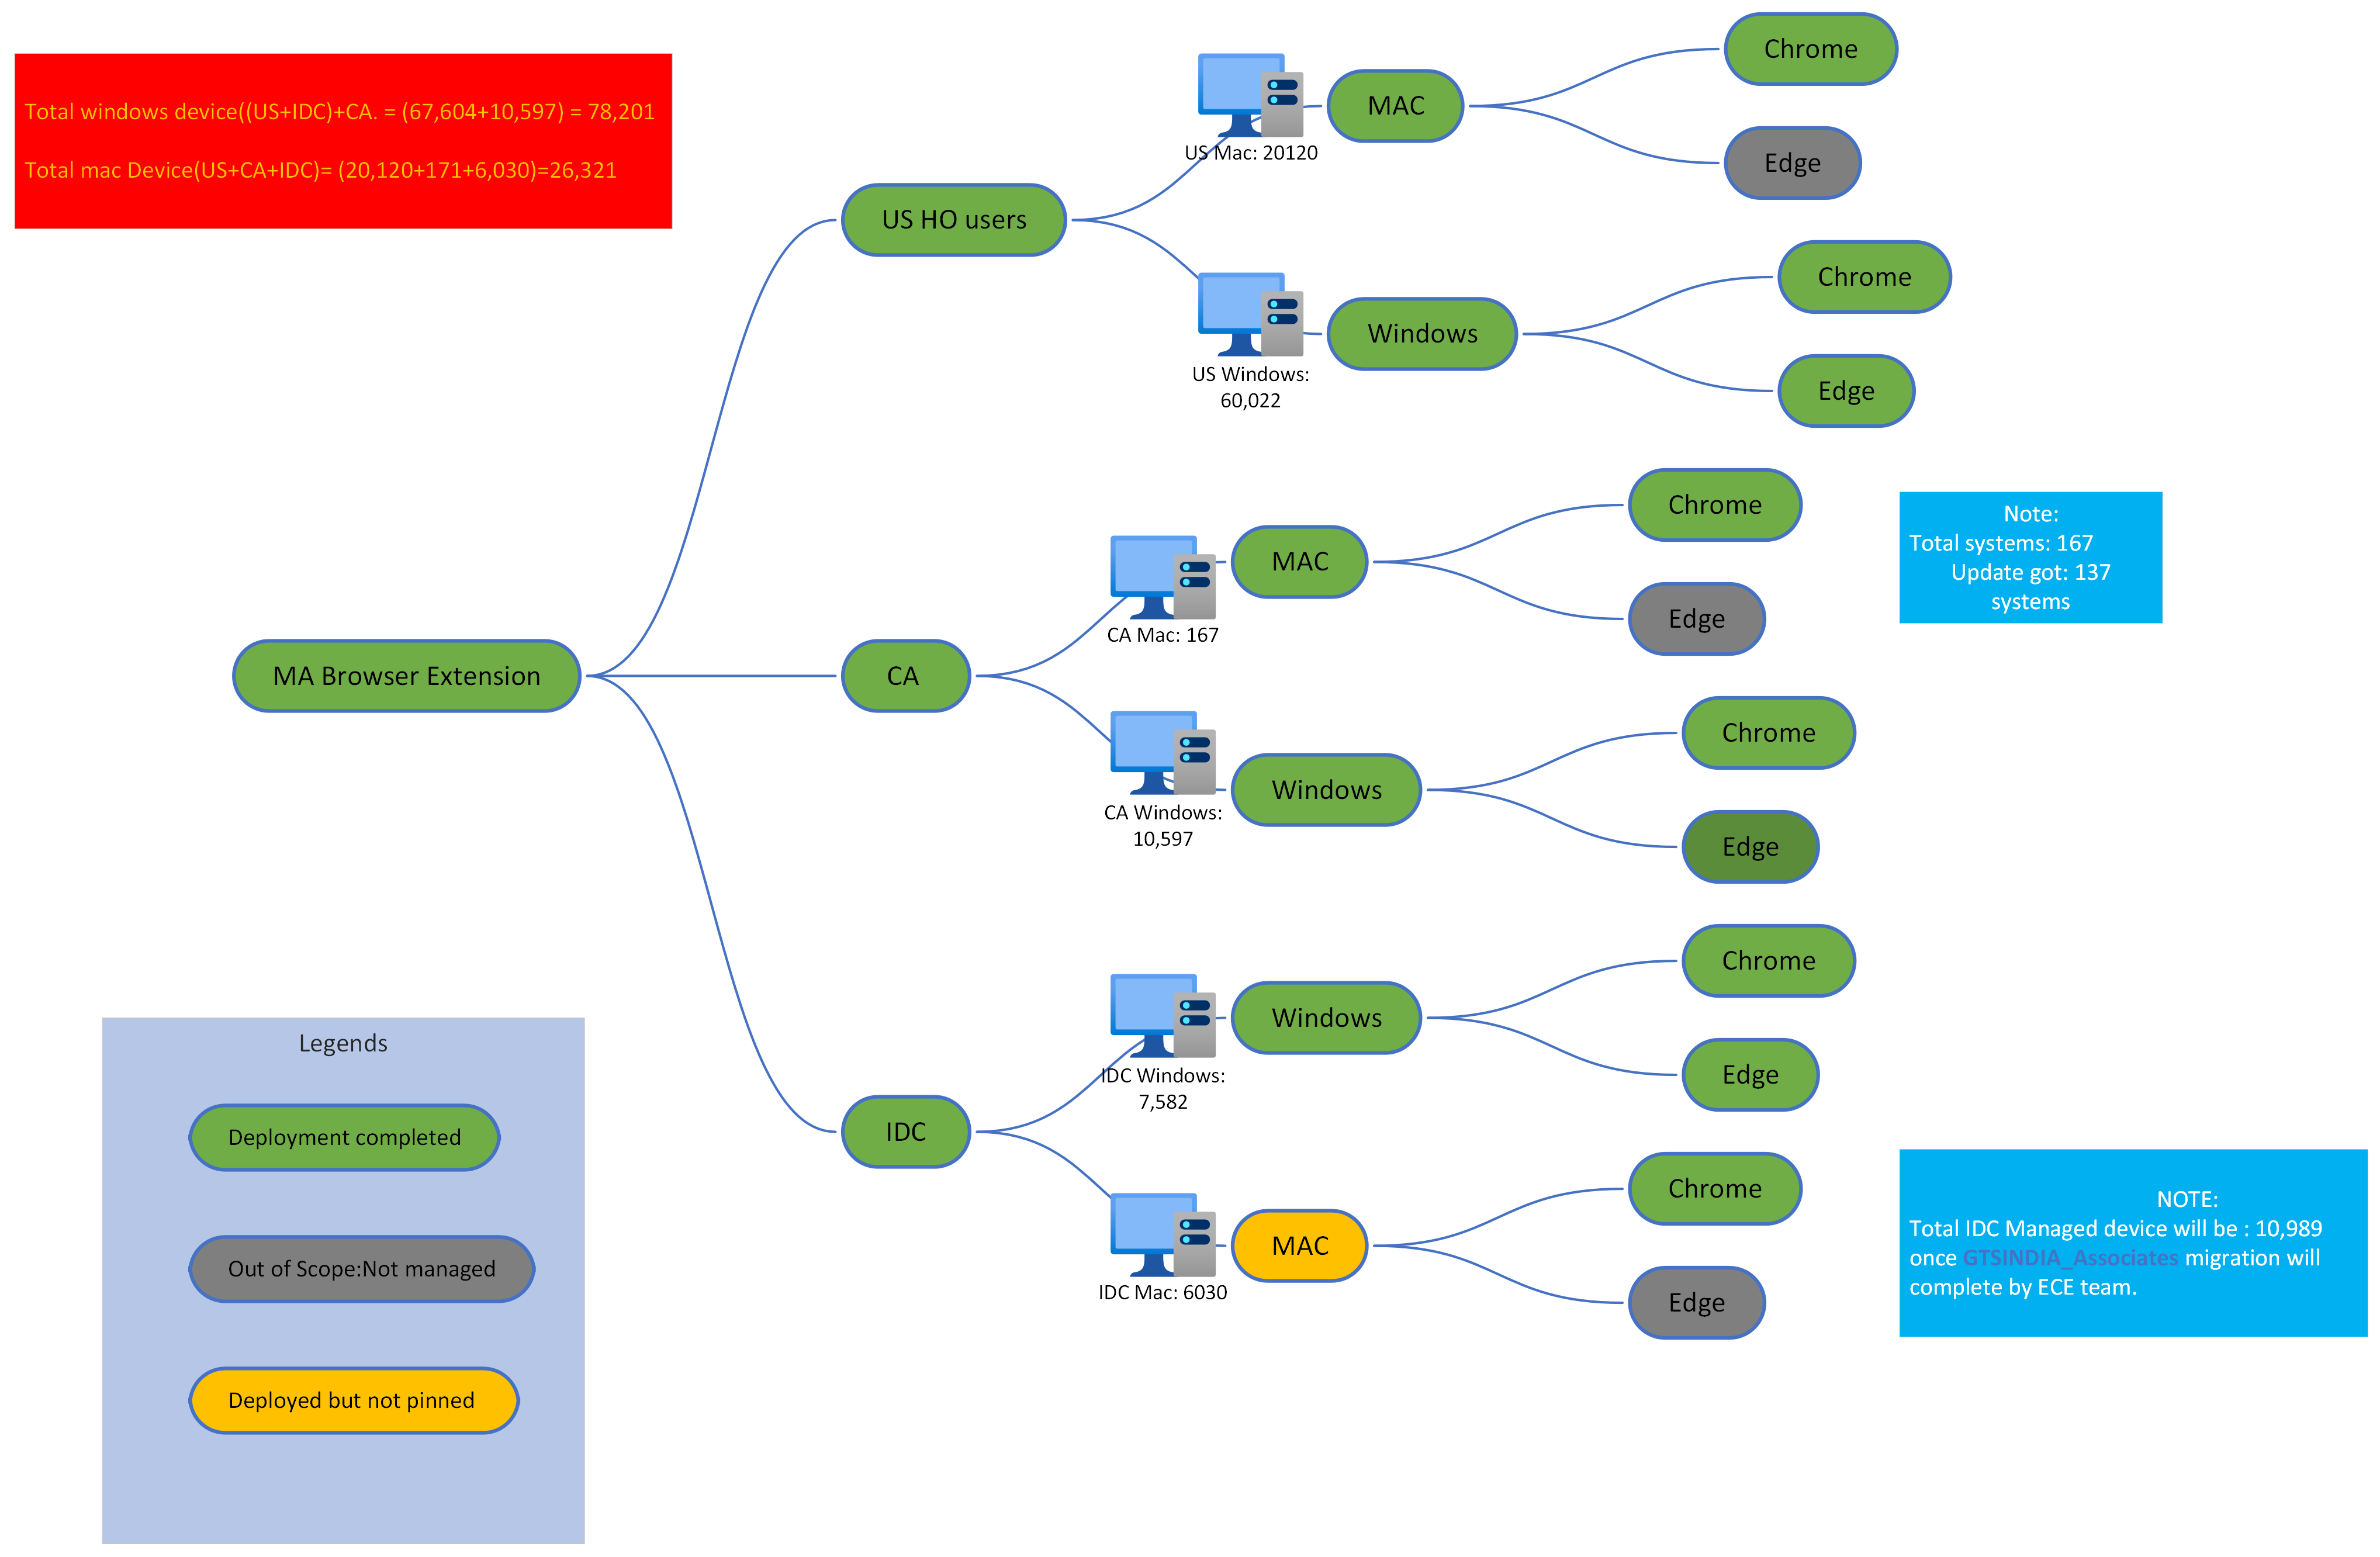 Total windows device((US+IDC)+CA. = (67,604+10,597) = 78,201
Total mac Device(US+CA+IDC)= (20,120+171+6,030)=26,321
Chrome
MAC
US Mac: 20120
Edge
US HO users
Chrome
Windows
US Windows:
60,022
Edge
Chrome
MAC
CA Mac: 167
Edge
Note:
Total systems: 167
Update got: 137
systems
MA Browser Extension
CA
Chrome
Windows
CA Windows:
10,597
Edge
Chrome
Windows
IDC Windows:
7,582
Edge
IDC
Chrome
MAC
IDC Mac: 6030
Edge
NOTE:
Total IDC Managed device will be : 10,989
once GTSINDIA_Associates migration will
complete by ECE team.
Legends
Deployment completed
Out of Scope:Not managed
Deployed but not pinned